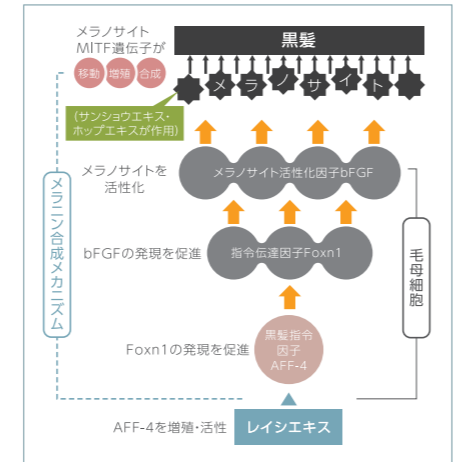 メラノサイト
MITF遺伝子が
移動 増殖 合成
黒髪
メラノサイト
(サンショウエキス・
ホップエキスが作用)
メラノサイトを
活性化
メラノサイト活性化因子bFGF
bFGFの発現を促進
指令伝達因子Foxn1
メラニン合成メカニズム
毛母細胞
Foxn1の発現を促進
黒髪指令
因子
AFF-4
AFF-4を増殖・活性
レイシエキス